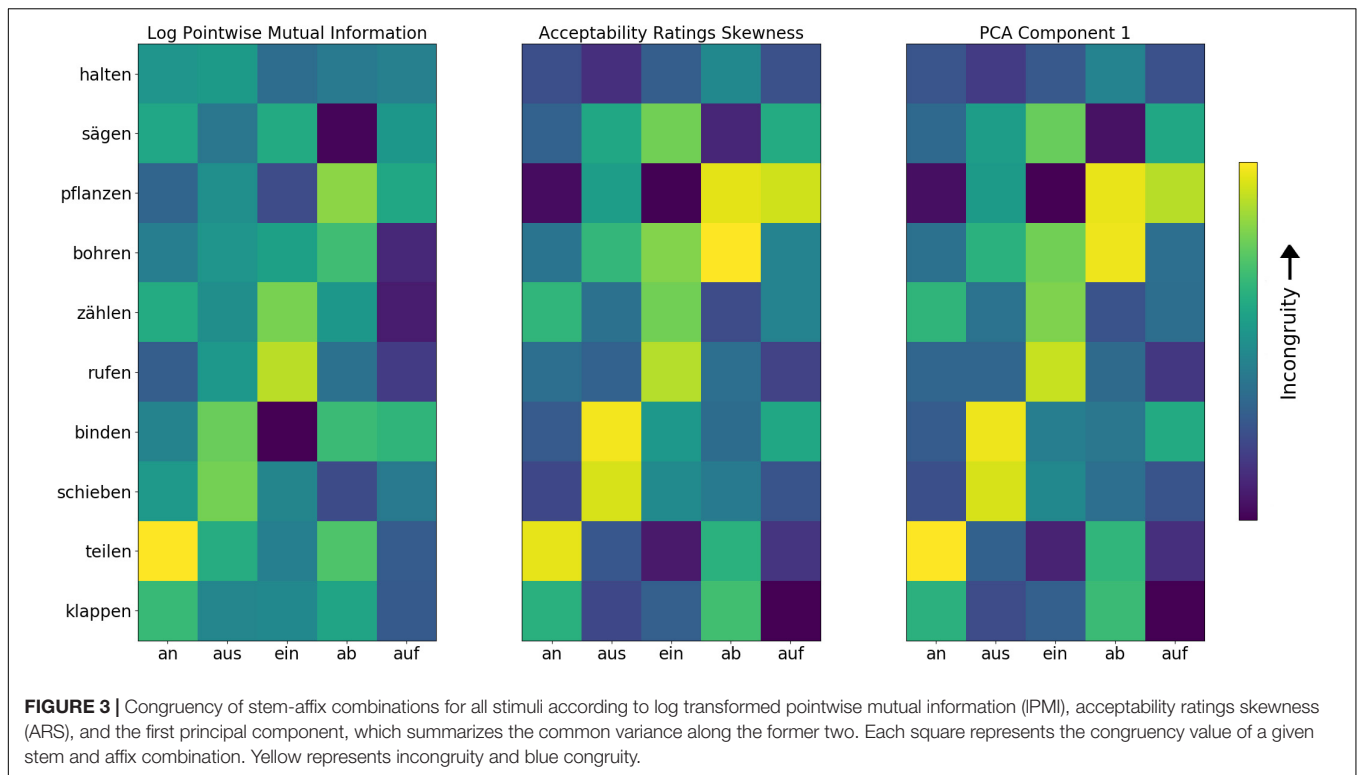 Log Pointwise Mutual Information
Acceptability Ratings Skewness
PCA Component 1
halten
sägen
pflanzen
bohren
zählen
rufen
binden
schieben
teilen
klappen
an aus ein ab auf
an aus ein ab auf
an aus ein ab auf
Incongruity →
FIGURE 3 | Congruency of stem-affix combinations for all stimuli according to log transformed pointwise mutual information (lPMI), acceptability ratings skewness
(ARS), and the first principal component, which summarizes the common variance along the former two. Each square represents the congruency value of a given
stem and affix combination. Yellow represents incongruity and blue congruity.